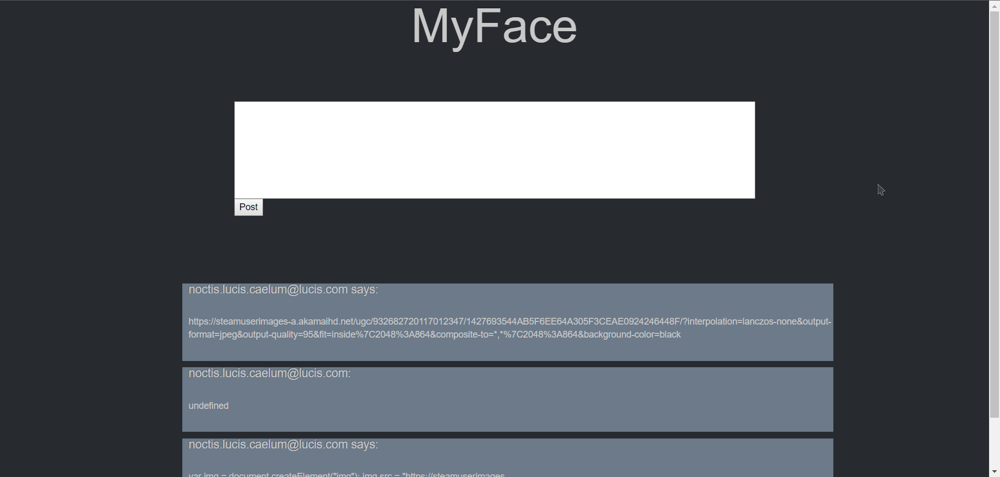 MyFace
Post
noctis.lucis.caelum@lucis.com says:
https://steamuserimages-a.akamaihd.net/ugc/932682720117012347/1427693544AB5F6EE64A305F3CEAE0924246448F/?interpolation=lanczos-none&output-
format=jpeg&output-quality=95&fit=inside%7C2048%3A864&composite-to=*,*%7C2048%3A864&background-color=black
noctis.lucis.caelum@lucis.com:
undefined
noctis.lucis.caelum@lucis.com says:
var img = document.createElement("img"); img.src = "https://steamuserimages